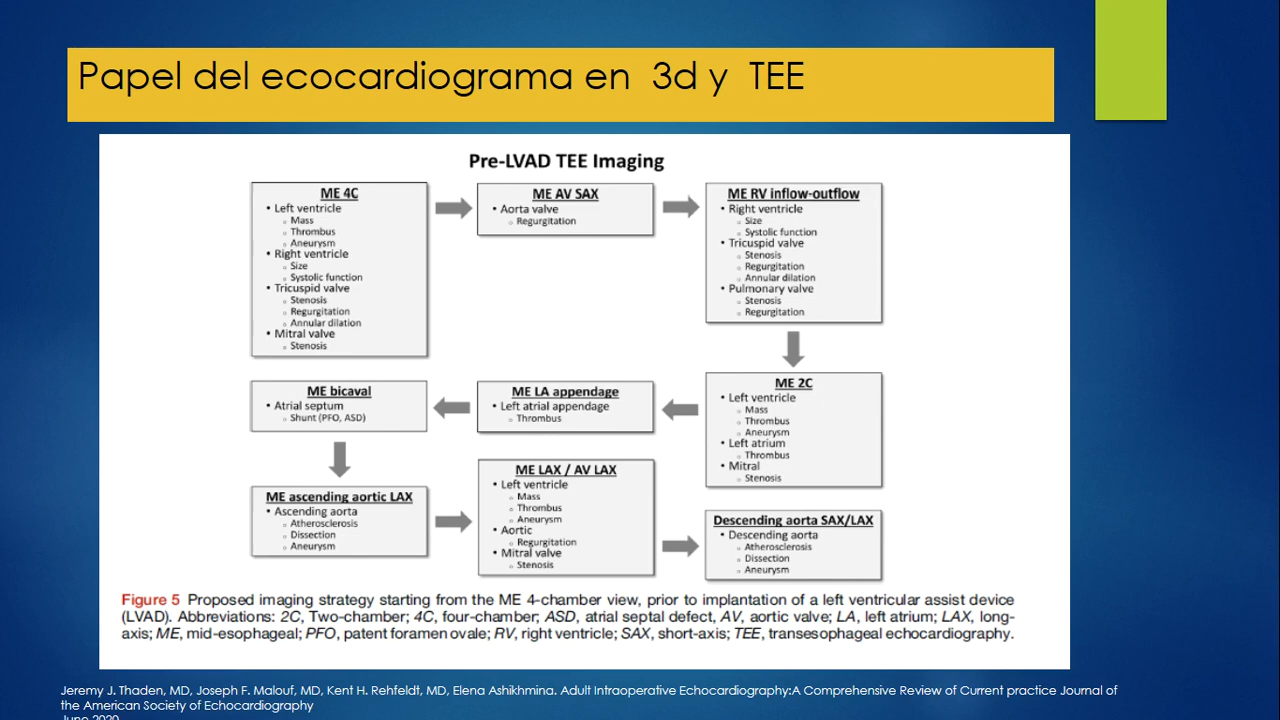 Papel del ecocardiograma en 3d y TEE
Pre-LVAD TEE Imaging
ME 4C
• Left ventricle
o Mass
o Thrombus
o Aneurysm
• Right ventricle
o Size
o Systolic function
• Tricuspid valve
o Stenosis
o Regurgitation
o Annular dilation
• Mitral valve
o Stenosis
ME AV SAX
• Aorta valve
o Regurgitation
ME RV inflow-outflow
• Right ventricle
o Size
o Systolic function
• Tricuspid valve
o Stenosis
o Regurgitation
o Annular dilation
• Pulmonary valve
o Stenosis
o Regurgitation
ME 2C
• Left ventricle
o Mass
o Thrombus
o Aneurysm
• Left atrium
o Thrombus
• Mitral
o Stenosis
ME LA appendage
• Left atrial appendage
o Thrombus
ME bicaval
• Atrial septum
o Shunt (PFO, ASD)
ME ascending aortic LAX
• Ascending aorta
o Atherosclerosis
o Dissection
o Aneurysm
ME LAX / AV LAX
• Left ventricle
o Mass
o Thrombus
o Aneurysm
• Aortic
o Regurgitation
• Mitral valve
o Stenosis
Descending aorta SAX/LAX
• Descending aorta
o Atherosclerosis
o Dissection
o Aneurysm
Figure 5 Proposed imaging strategy starting from the ME 4-chamber view, prior to implantation of a left ventricular assist device
(LVAD). Abbreviations: 2C, Two-chamber; 4C, four-chamber; ASD, atrial septal defect, AV, aortic valve; LA, left atrium; LAX, long-
axis; ME, mid-esophageal; PFO, patent foramen ovale; RV, right ventricle; SAX, short-axis; TEE, transesophageal echocardiography.
Jeremy J. Thaden, MD, Joseph F. Malouf, MD, Kent H. Rehfeldt, MD, Elena Ashikhmina. Adult Intraoperative Echocardiography:A Comprehensive Review of Current practice Journal of
the American Society of Echocardiography
June 2020